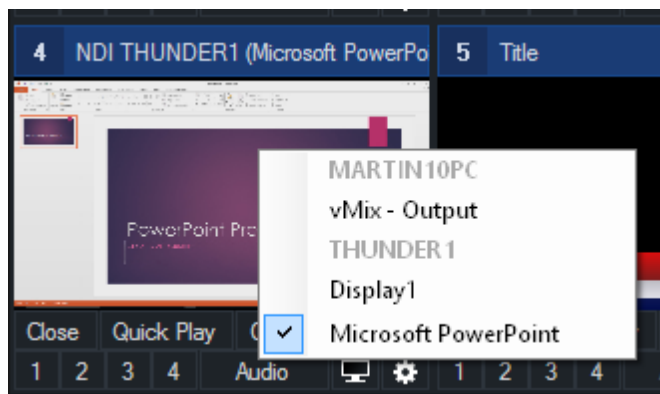 4 NDI THUNDER1 (Microsoft PowerPo
5 Title
PowerPoint Pre
MARTIN10PC
vMix - Output
THUNDER1
Display1
Microsoft PowerPoint
Close Quick Play
1 2 3 4 Audio
1 2 3 4